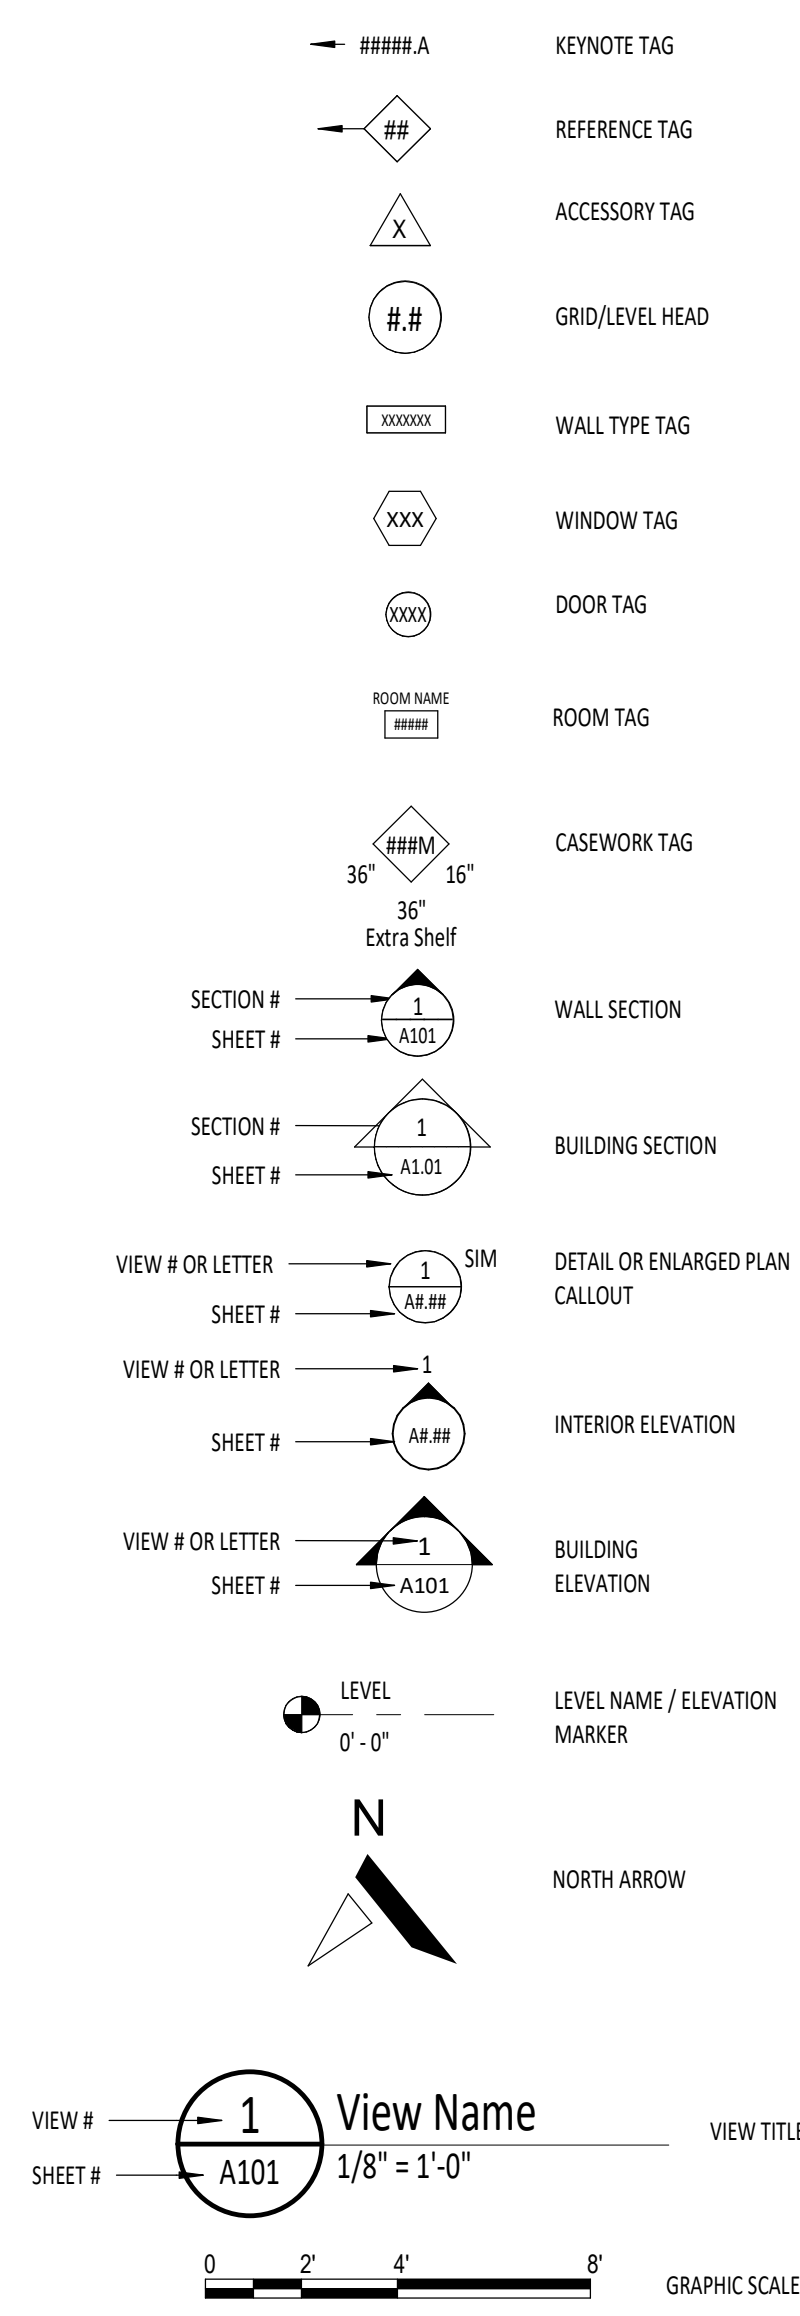 #####.A KEYNOTE TAG
## REFERENCE TAG
X ACCESSORY TAG
#.# GRID/LEVEL HEAD
XXXXXXX WALL TYPE TAG
XXX WINDOW TAG
XXXX DOOR TAG
ROOM NAME
##### ROOM TAG
###M CASEWORK TAG
36" 16"
36"
Extra Shelf
SECTION # 1 WALL SECTION
SHEET # A101
SECTION # 1 BUILDING SECTION
SHEET # A1.01
VIEW # OR LETTER 1 SIM DETAIL OR ENLARGED PLAN
SHEET # A#.## CALLOUT
VIEW # OR LETTER 1
SHEET # A#.## INTERIOR ELEVATION
VIEW # OR LETTER 1 BUILDING
SHEET # A101 ELEVATION
LEVEL LEVEL NAME / ELEVATION
0' - 0" MARKER
N
NORTH ARROW
VIEW # 1 View Name VIEW TITLE
SHEET # A101 1/8" = 1'-0"
0 2' 4' 8'
GRAPHIC SCALE